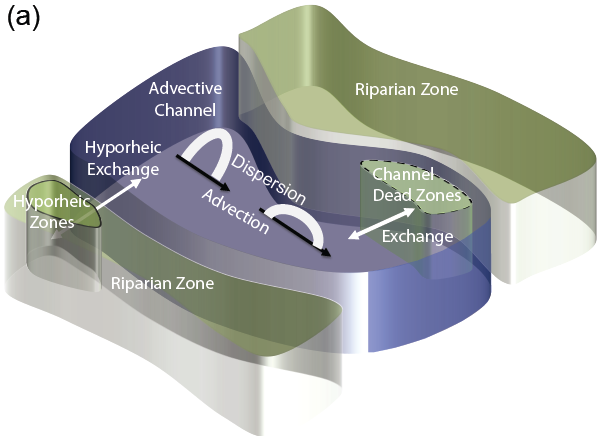 (a)
Advective
Channel
Riparian Zone
Hyporheic
Exchange
Dispersion
Channel
Dead Zones
Hyporheic
Zones
Advection
Exchange
Riparian Zone